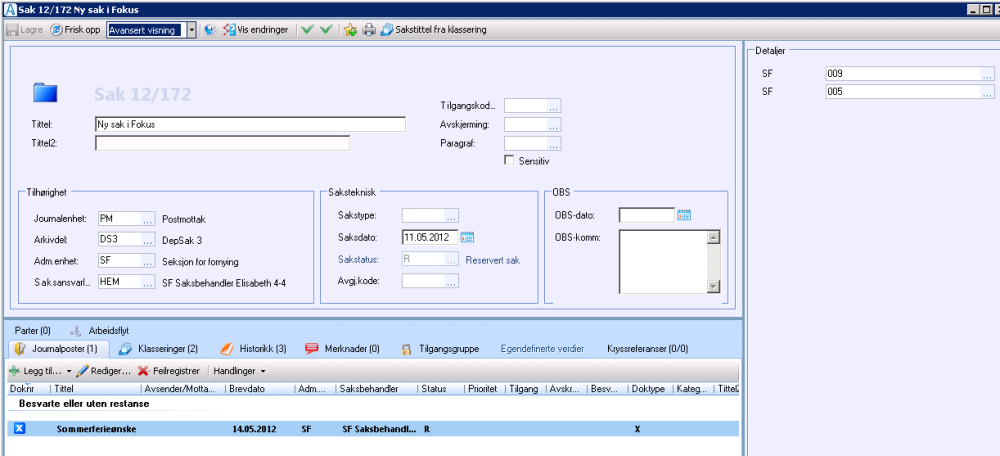 Sak 12/172 Ny sak i Fokus
Lagre Frisk opp Avansert visning Vis endringer Sakstittel fra klassering
Sak 12/172
Tittel: Ny sak i Fokus
Tittel2:
Tilgangskod... ...
Avskjerming: ...
Paragraf: ...
Sensitiv
Tilhørighet
Journalenhet: PM ... Postmottak
Arkivdel: DS3 ... DepSak 3
Adm.enhet: SF ... Seksjon for fornying
Saksansvarl... HEM ... SF Saksbehandler Elisabeth 4-4
Saksteknisk
Sakstype: ...
Saksdato: 11.05.2012
Sakstatus: R ... Reservert sak
Avgj.kode: ...
OBS
OBS-dato:
OBS-komm:
Detaljer
SF 009 ...
SF 005 ...
Parter (0) Arbeidsflyt
Journalposter (1) Klasseringer (2) Historikk (3) Merknader (0) Tilgangsgruppe Egendefinerte verdier Kryssreferanser (0/0)
Legg til... Rediger... Feilregistrer Handlinger
Doknr Tittel Avsender/Motta... Brevdato Adm.... Saksbehandler Status Prioritet Tilgang Avskr... Besv... Doktype Kateg... Tittel2
Besvarte eller uten restanse
Sommerferieønske 14.05.2012 SF SF Saksbehandl... R X